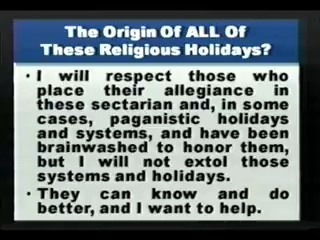 The Origin Of ALL Of
These Religious Holidays?
• I will respect those who
place their allegiance in
these sectarian and, in some
cases, paganistic holidays
and systems, and have been
brainwashed to honor them,
but I will not extol those
systems and holidays.
• They can know and do
better, and I want to help.